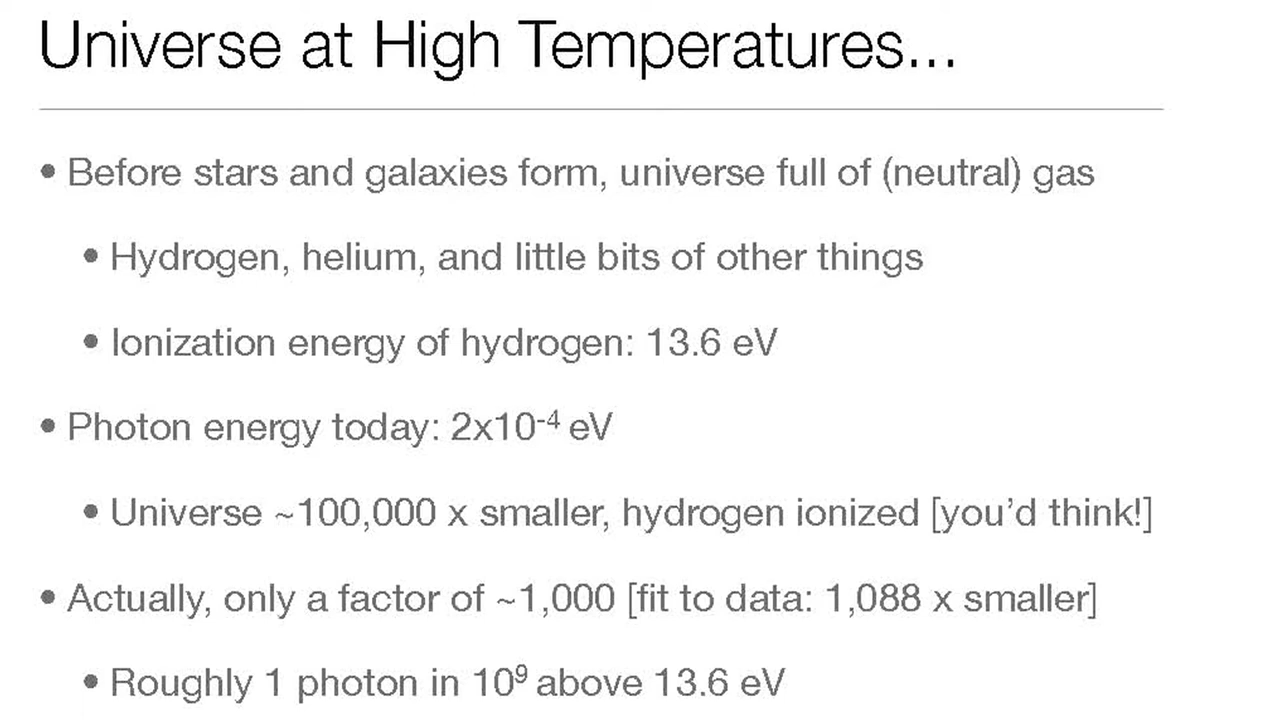 Universe at High Temperatures...
• Before stars and galaxies form, universe full of (neutral) gas
• Hydrogen, helium, and little bits of other things
• Ionization energy of hydrogen: 13.6 eV
• Photon energy today: 2x10⁻⁴ eV
• Universe ~100,000 x smaller, hydrogen ionized [you’d think!]
• Actually, only a factor of ~1,000 [fit to data: 1,088 x smaller]
• Roughly 1 photon in 10⁹ above 13.6 eV